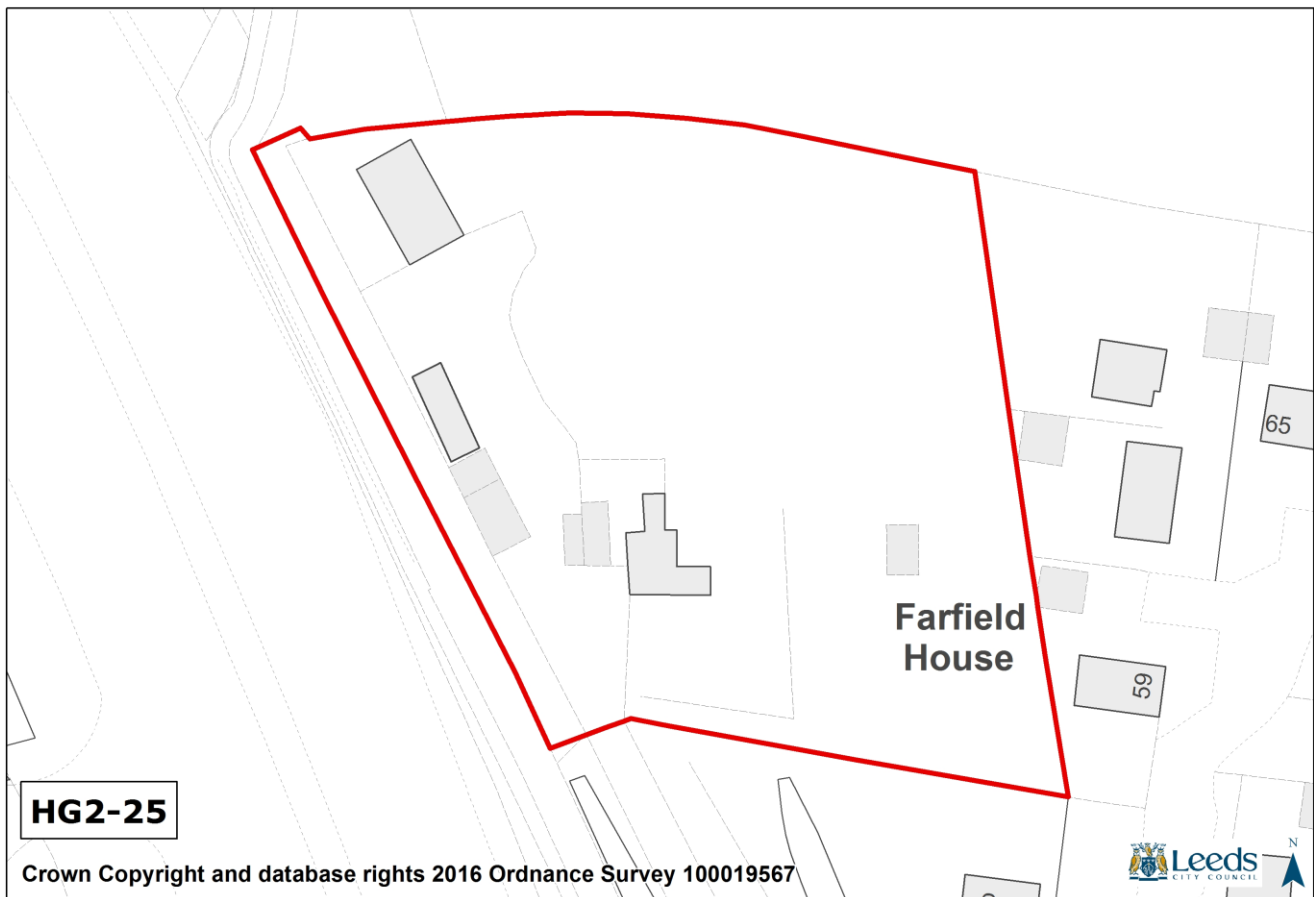 65
Farfield
House
59
HG2-25
Crown Copyright and database rights 2016 Ordnance Survey 100019567
Leeds
CITY COUNCIL
N